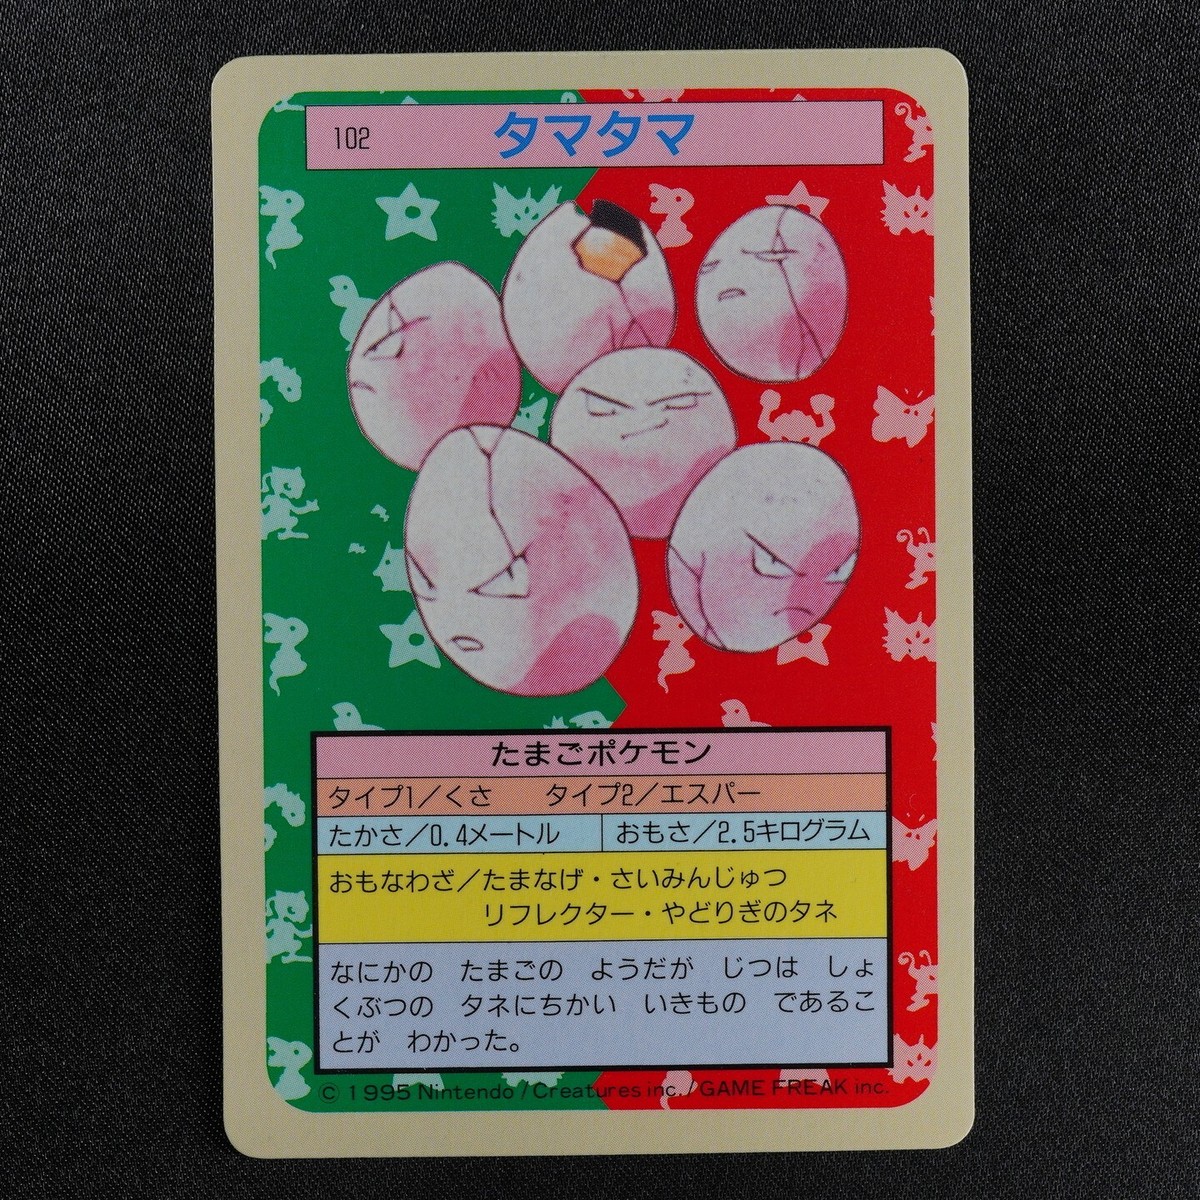 102 タマタマ
たまごポケモン
タイプ1／くさ タイプ2／エスパー
たかさ／0.4メートル おもさ／2.5キログラム
おもなわざ／たまなげ・さいみんじゅつ
リフレクター・やどりぎのタネ
なにかの たまごの ようだが じつは しょ
くぶつの タネにちかい いきもの であるこ
とが わかった。
© 1995 Nintendo / Creatures inc. / GAME FREAK inc.